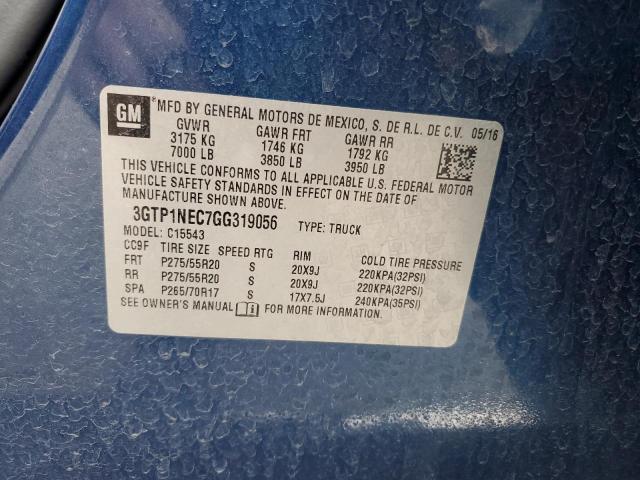 GM *MFD BY GENERAL MOTORS DE MEXICO, S. DE R.L. DE C.V. 05/16
GVWR GAWR FRT GAWR RR
3175 KG 1746 KG 1792 KG
7000 LB 3850 LB 3950 LB
THIS VEHICLE CONFORMS TO ALL APPLICABLE U.S. FEDERAL MOTOR
VEHICLE SAFETY STANDARDS IN EFFECT ON THE DATE OF
MANUFACTURE SHOWN ABOVE.
3GTP1NEC7GG319056 TYPE: TRUCK
MODEL: C15543
CC9F TIRE SIZE SPEED RTG RIM COLD TIRE PRESSURE
FRT P275/55R20 S 20X9J 220KPA(32PSI)
RR P275/55R20 S 20X9J 220KPA(32PSI)
SPA P265/70R17 S 17X7.5J 240KPA(35PSI)
SEE OWNER'S MANUAL FOR MORE INFORMATION